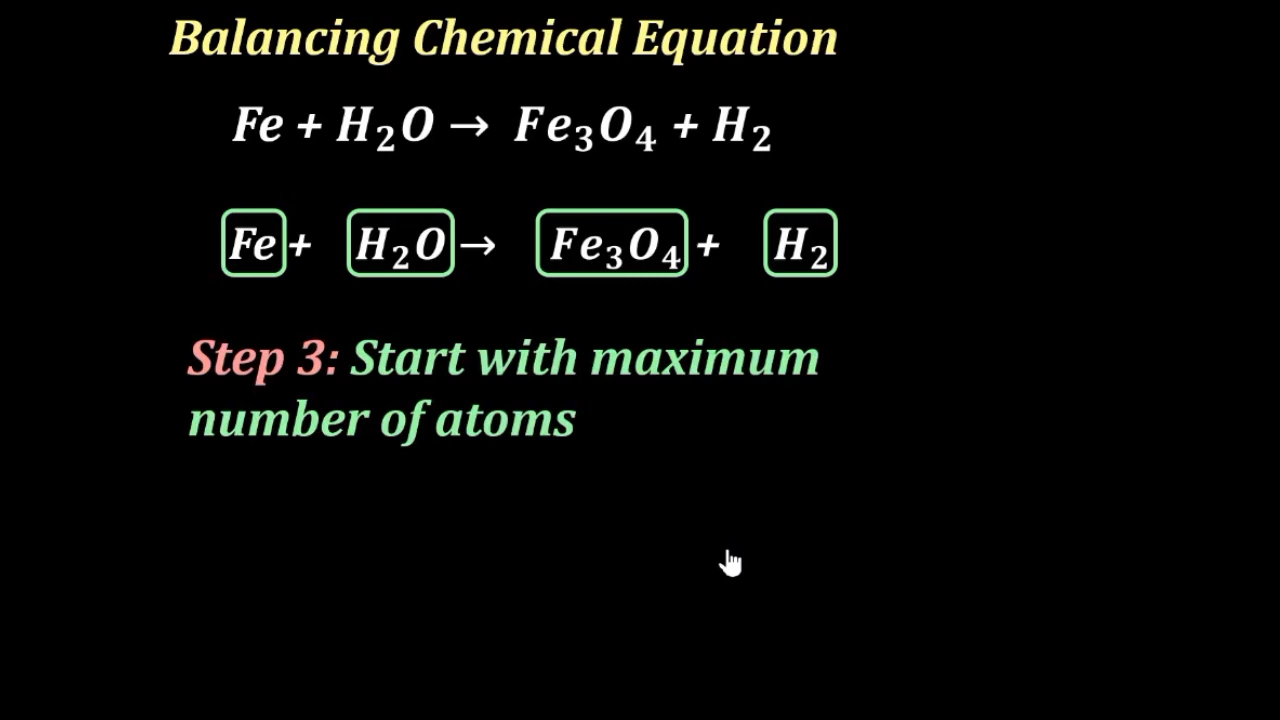 Balancing Chemical Equation
Fe + H₂O → Fe₃O₄ + H₂
Fe + H₂O → Fe₃O₄ + H₂
Step 3: Start with maximum
number of atoms